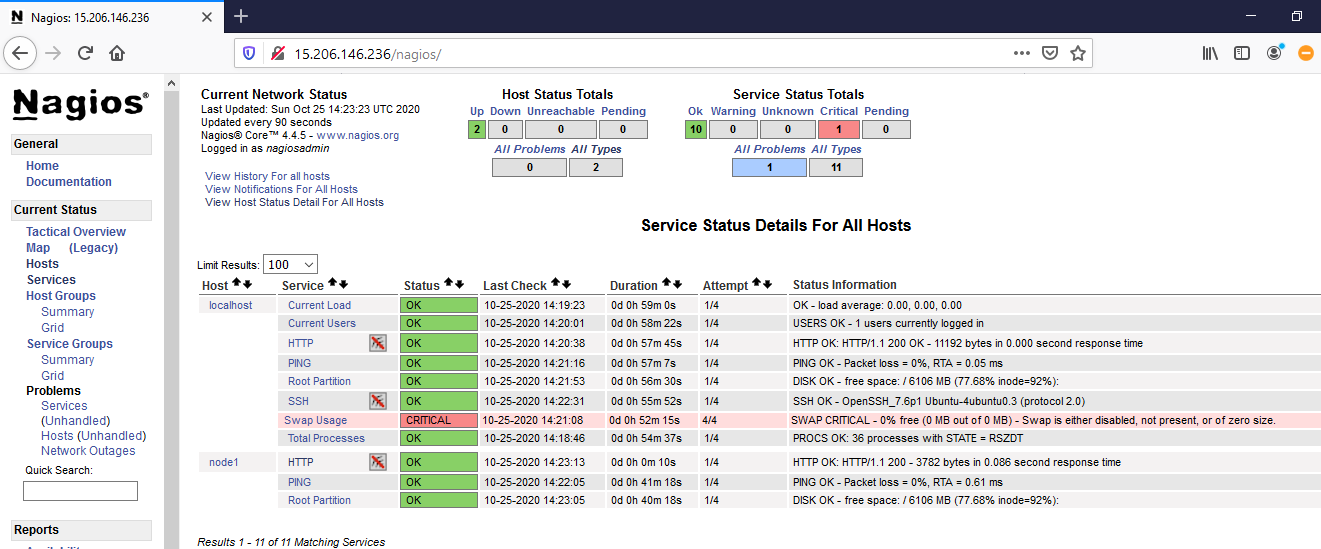 Nagios: 15.206.146.236
15.206.146.236/nagios/
Nagios®
General
Home
Documentation
Current Status
Tactical Overview
Map (Legacy)
Hosts
Services
Host Groups
Summary
Grid
Service Groups
Summary
Grid
Problems
Services
(Unhandled)
Hosts (Unhandled)
Network Outages
Quick Search:
Reports
Current Network Status
Last Updated: Sun Oct 25 14:23:23 UTC 2020
Updated every 90 seconds
Nagios® Core™ 4.4.5 - www.nagios.org
Logged in as nagiosadmin
View History For all hosts
View Notifications For All Hosts
View Host Status Detail For All Hosts
Host Status Totals
Up Down Unreachable Pending
2 0 0 0
All Problems All Types
0 2
Service Status Totals
Ok Warning Unknown Critical Pending
10 0 0 1 0
All Problems All Types
1 11
Service Status Details For All Hosts
Limit Results: 100
Host Service Status Last Check Duration Attempt Status Information
localhost Current Load OK 10-25-2020 14:19:23 0d 0h 59m 0s 1/4 OK - load average: 0.00, 0.00, 0.00
Current Users OK 10-25-2020 14:20:01 0d 0h 58m 22s 1/4 USERS OK - 1 users currently logged in
HTTP OK 10-25-2020 14:20:38 0d 0h 57m 45s 1/4 HTTP OK: HTTP/1.1 200 OK - 11192 bytes in 0.000 second response time
PING OK 10-25-2020 14:21:16 0d 0h 57m 7s 1/4 PING OK - Packet loss = 0%, RTA = 0.05 ms
Root Partition OK 10-25-2020 14:21:53 0d 0h 56m 30s 1/4 DISK OK - free space: / 6106 MB (77.68% inode=92%):
SSH OK 10-25-2020 14:22:31 0d 0h 55m 52s 1/4 SSH OK - OpenSSH_7.6p1 Ubuntu-4ubuntu0.3 (protocol 2.0)
Swap Usage CRITICAL 10-25-2020 14:21:08 0d 0h 52m 15s 4/4 SWAP CRITICAL - 0% free (0 MB out of 0 MB) - Swap is either disabled, not present, or of zero size.
Total Processes OK 10-25-2020 14:18:46 0d 0h 54m 37s 1/4 PROCS OK: 36 processes with STATE = RSZDT
node1 HTTP OK 10-25-2020 14:23:13 0d 0h 0m 10s 1/4 HTTP OK: HTTP/1.1 200 - 3782 bytes in 0.086 second response time
PING OK 10-25-2020 14:22:05 0d 0h 41m 18s 1/4 PING OK - Packet loss = 0%, RTA = 0.61 ms
Root Partition OK 10-25-2020 14:23:05 0d 0h 40m 18s 1/4 DISK OK - free space: / 6106 MB (77.68% inode=92%):
Results 1 - 11 of 11 Matching Services